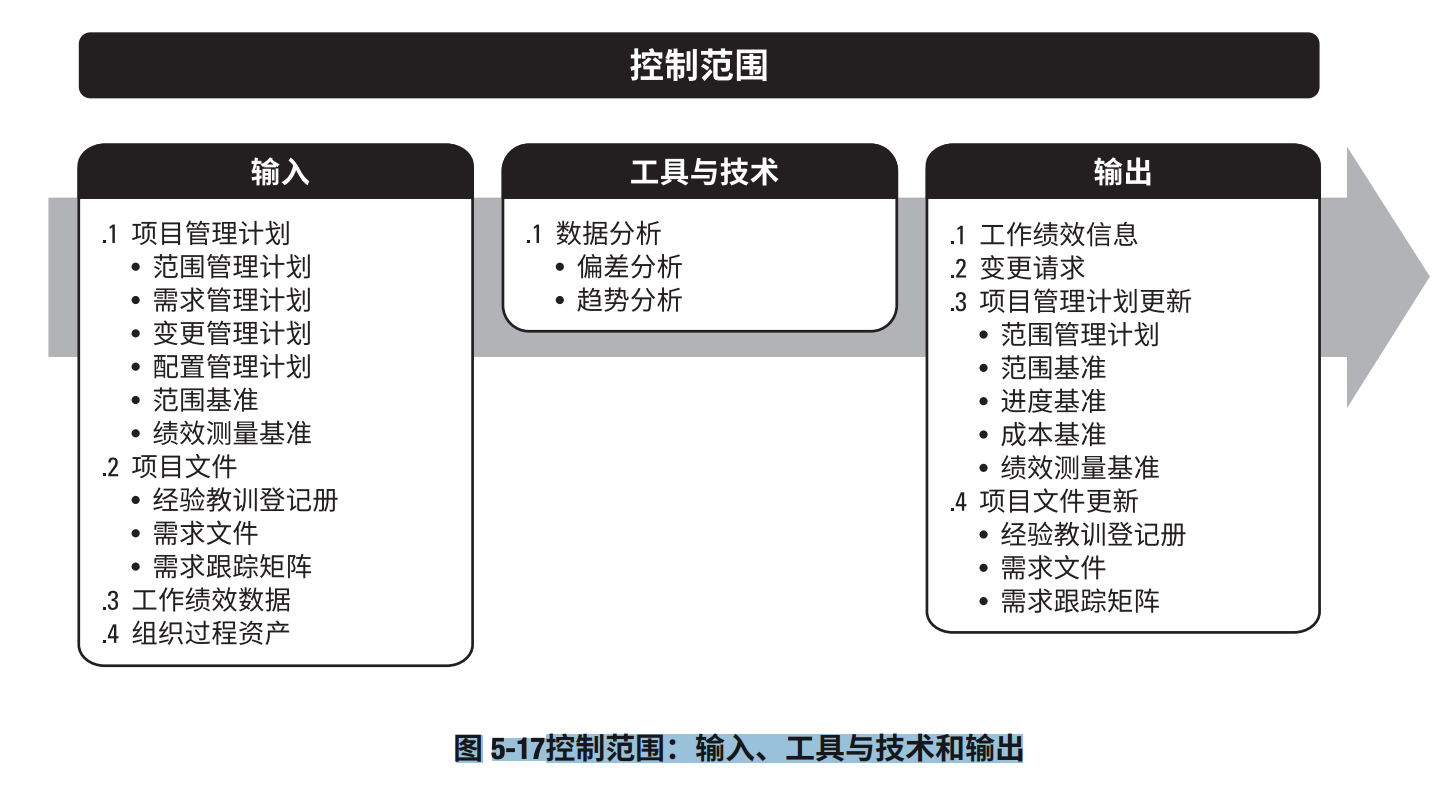 控制范围
输入
.1 项目管理计划
• 范围管理计划
• 需求管理计划
• 变更管理计划
• 配置管理计划
• 范围基准
• 绩效测量基准
.2 项目文件
• 经验教训登记册
• 需求文件
• 需求跟踪矩阵
.3 工作绩效数据
.4 组织过程资产
工具与技术
.1 数据分析
• 偏差分析
• 趋势分析
输出
.1 工作绩效信息
.2 变更请求
.3 项目管理计划更新
• 范围管理计划
• 范围基准
• 进度基准
• 成本基准
• 绩效测量基准
.4 项目文件更新
• 经验教训登记册
• 需求文件
• 需求跟踪矩阵
图 5-17控制范围：输入、工具与技术和输出